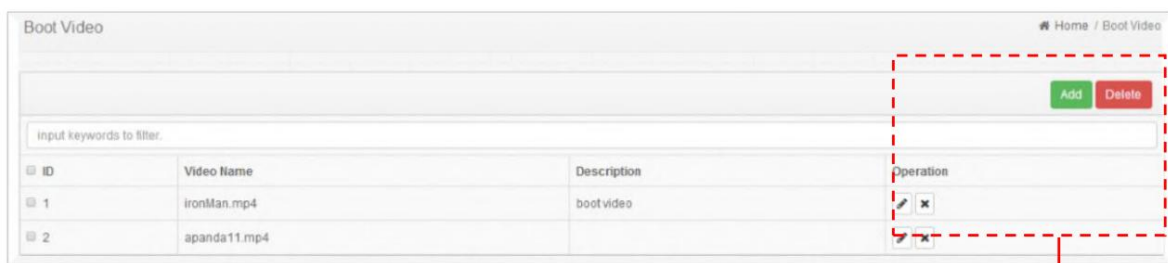 Boot Video
Home / Boot Video
Add Delete
input keywords to filter.
ID Video Name Description Operation
1 ironMan.mp4 boot video
2 apanda11.mp4